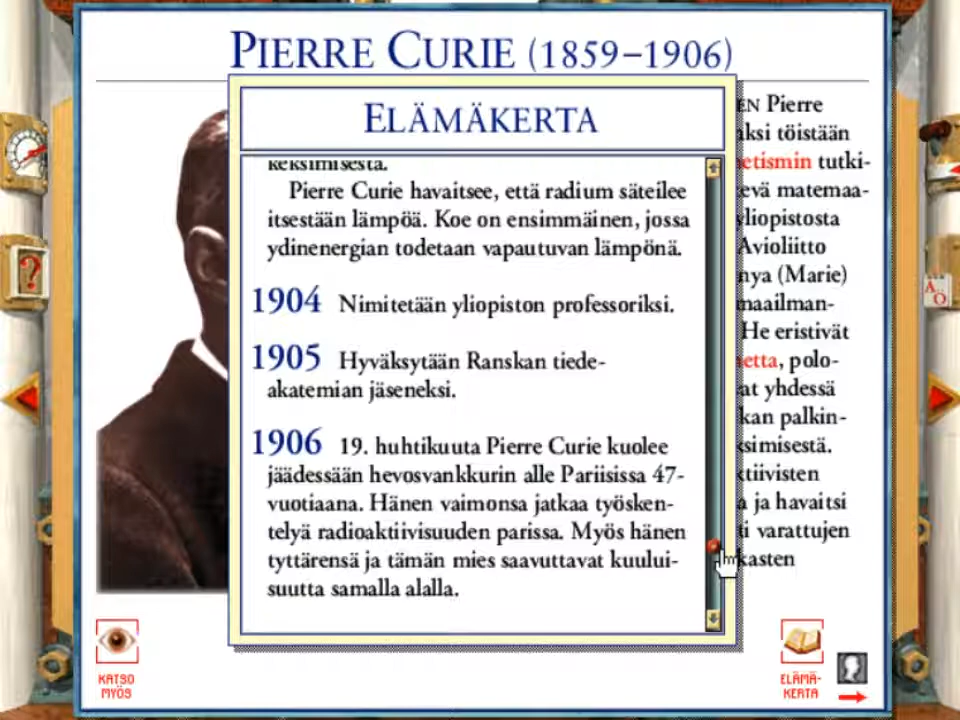 PIERRE CURIE (1859–1906)
ELÄMÄKERTA
keksimisestä.
Pierre Curie havaitsee, että radium säteilee
itsestään lämpöä. Koe on ensimmäinen, jossa
ydinenergian todetaan vapautuvan lämpönä.
1904 Nimitetään yliopiston professoriksi.
1905 Hyväksytään Ranskan tiede-
akatemian jäseneksi.
1906 19. huhtikuuta Pierre Curie kuolee
jäädessään hevosvankkurin alle Pariisissa 47-
vuotiaana. Hänen vaimonsa jatkaa työsken-
telyä radioaktiivisuuden parissa. Myös hänen
tyttärensä ja tämän mies saavuttavat kuului-
suutta samalla alalla.
Pierre
töistään
tutki-
matemaa-
yliopistosta
Avioliitto
(Marie)
maailman-
He eristivät
, polo-
yhdessä
palkin-
ja havaitsi
varattujen
KATSO
MYÖS
ELÄMÄ-
KERTA
?
A
Ö